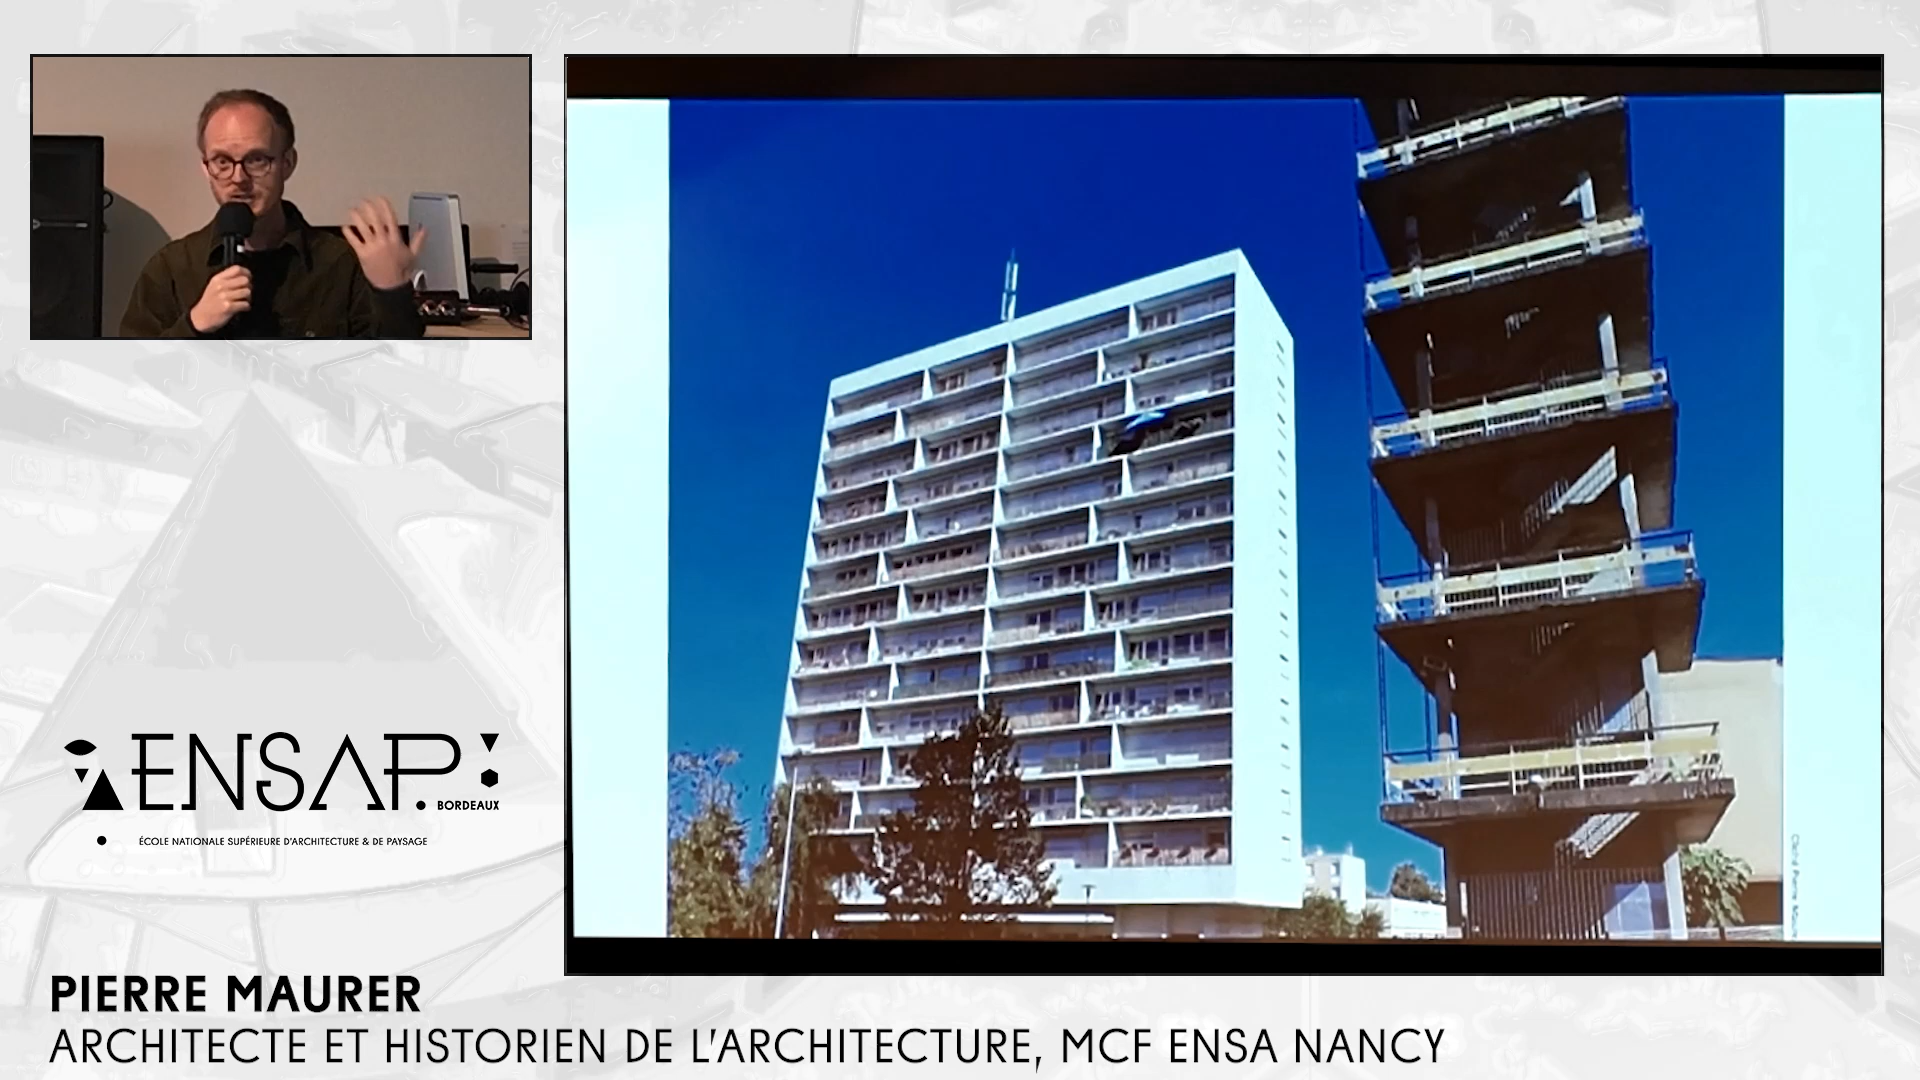 ENSAP.
BORDEAUX
ÉCOLE NATIONALE SUPÉRIEURE D'ARCHITECTURE & DE PAYSAGE
PIERRE MAURER
ARCHITECTE ET HISTORIEN DE L'ARCHITECTURE, MCF ENSA NANCY